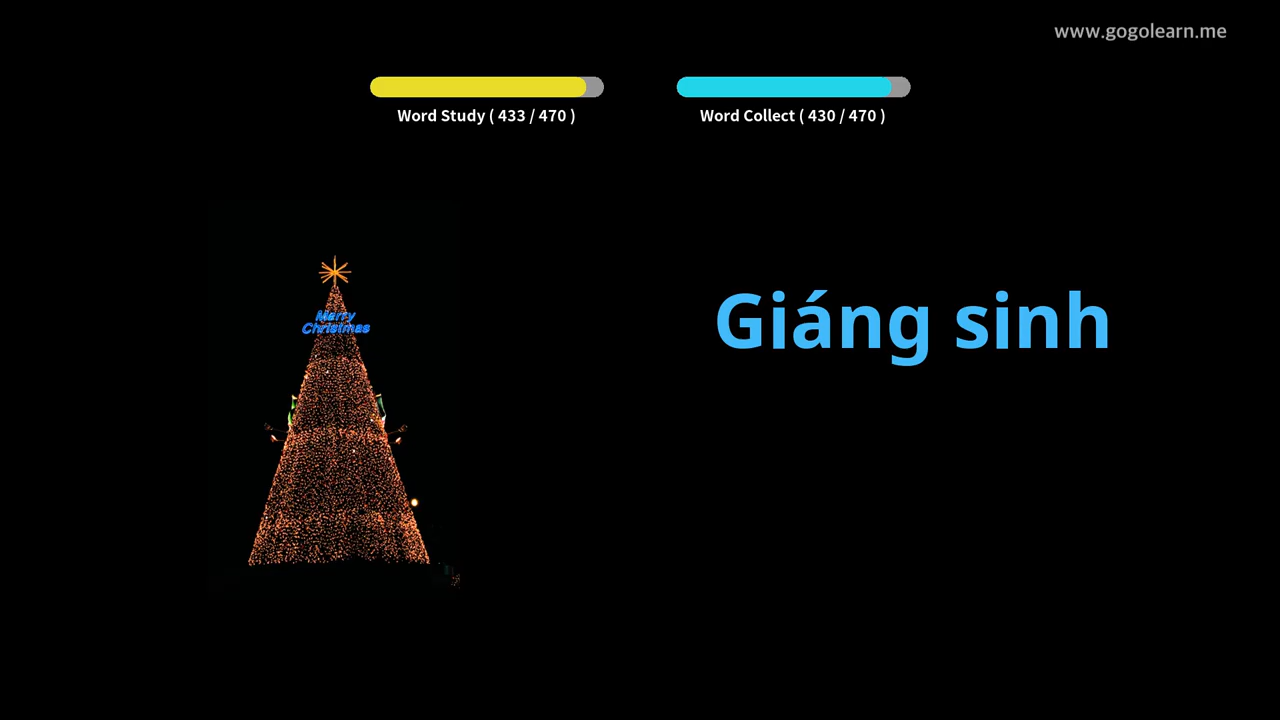 www.gogolearn.me
Word Study ( 433 / 470 )
Word Collect ( 430 / 470 )
Merry
Christmas
Giáng sinh